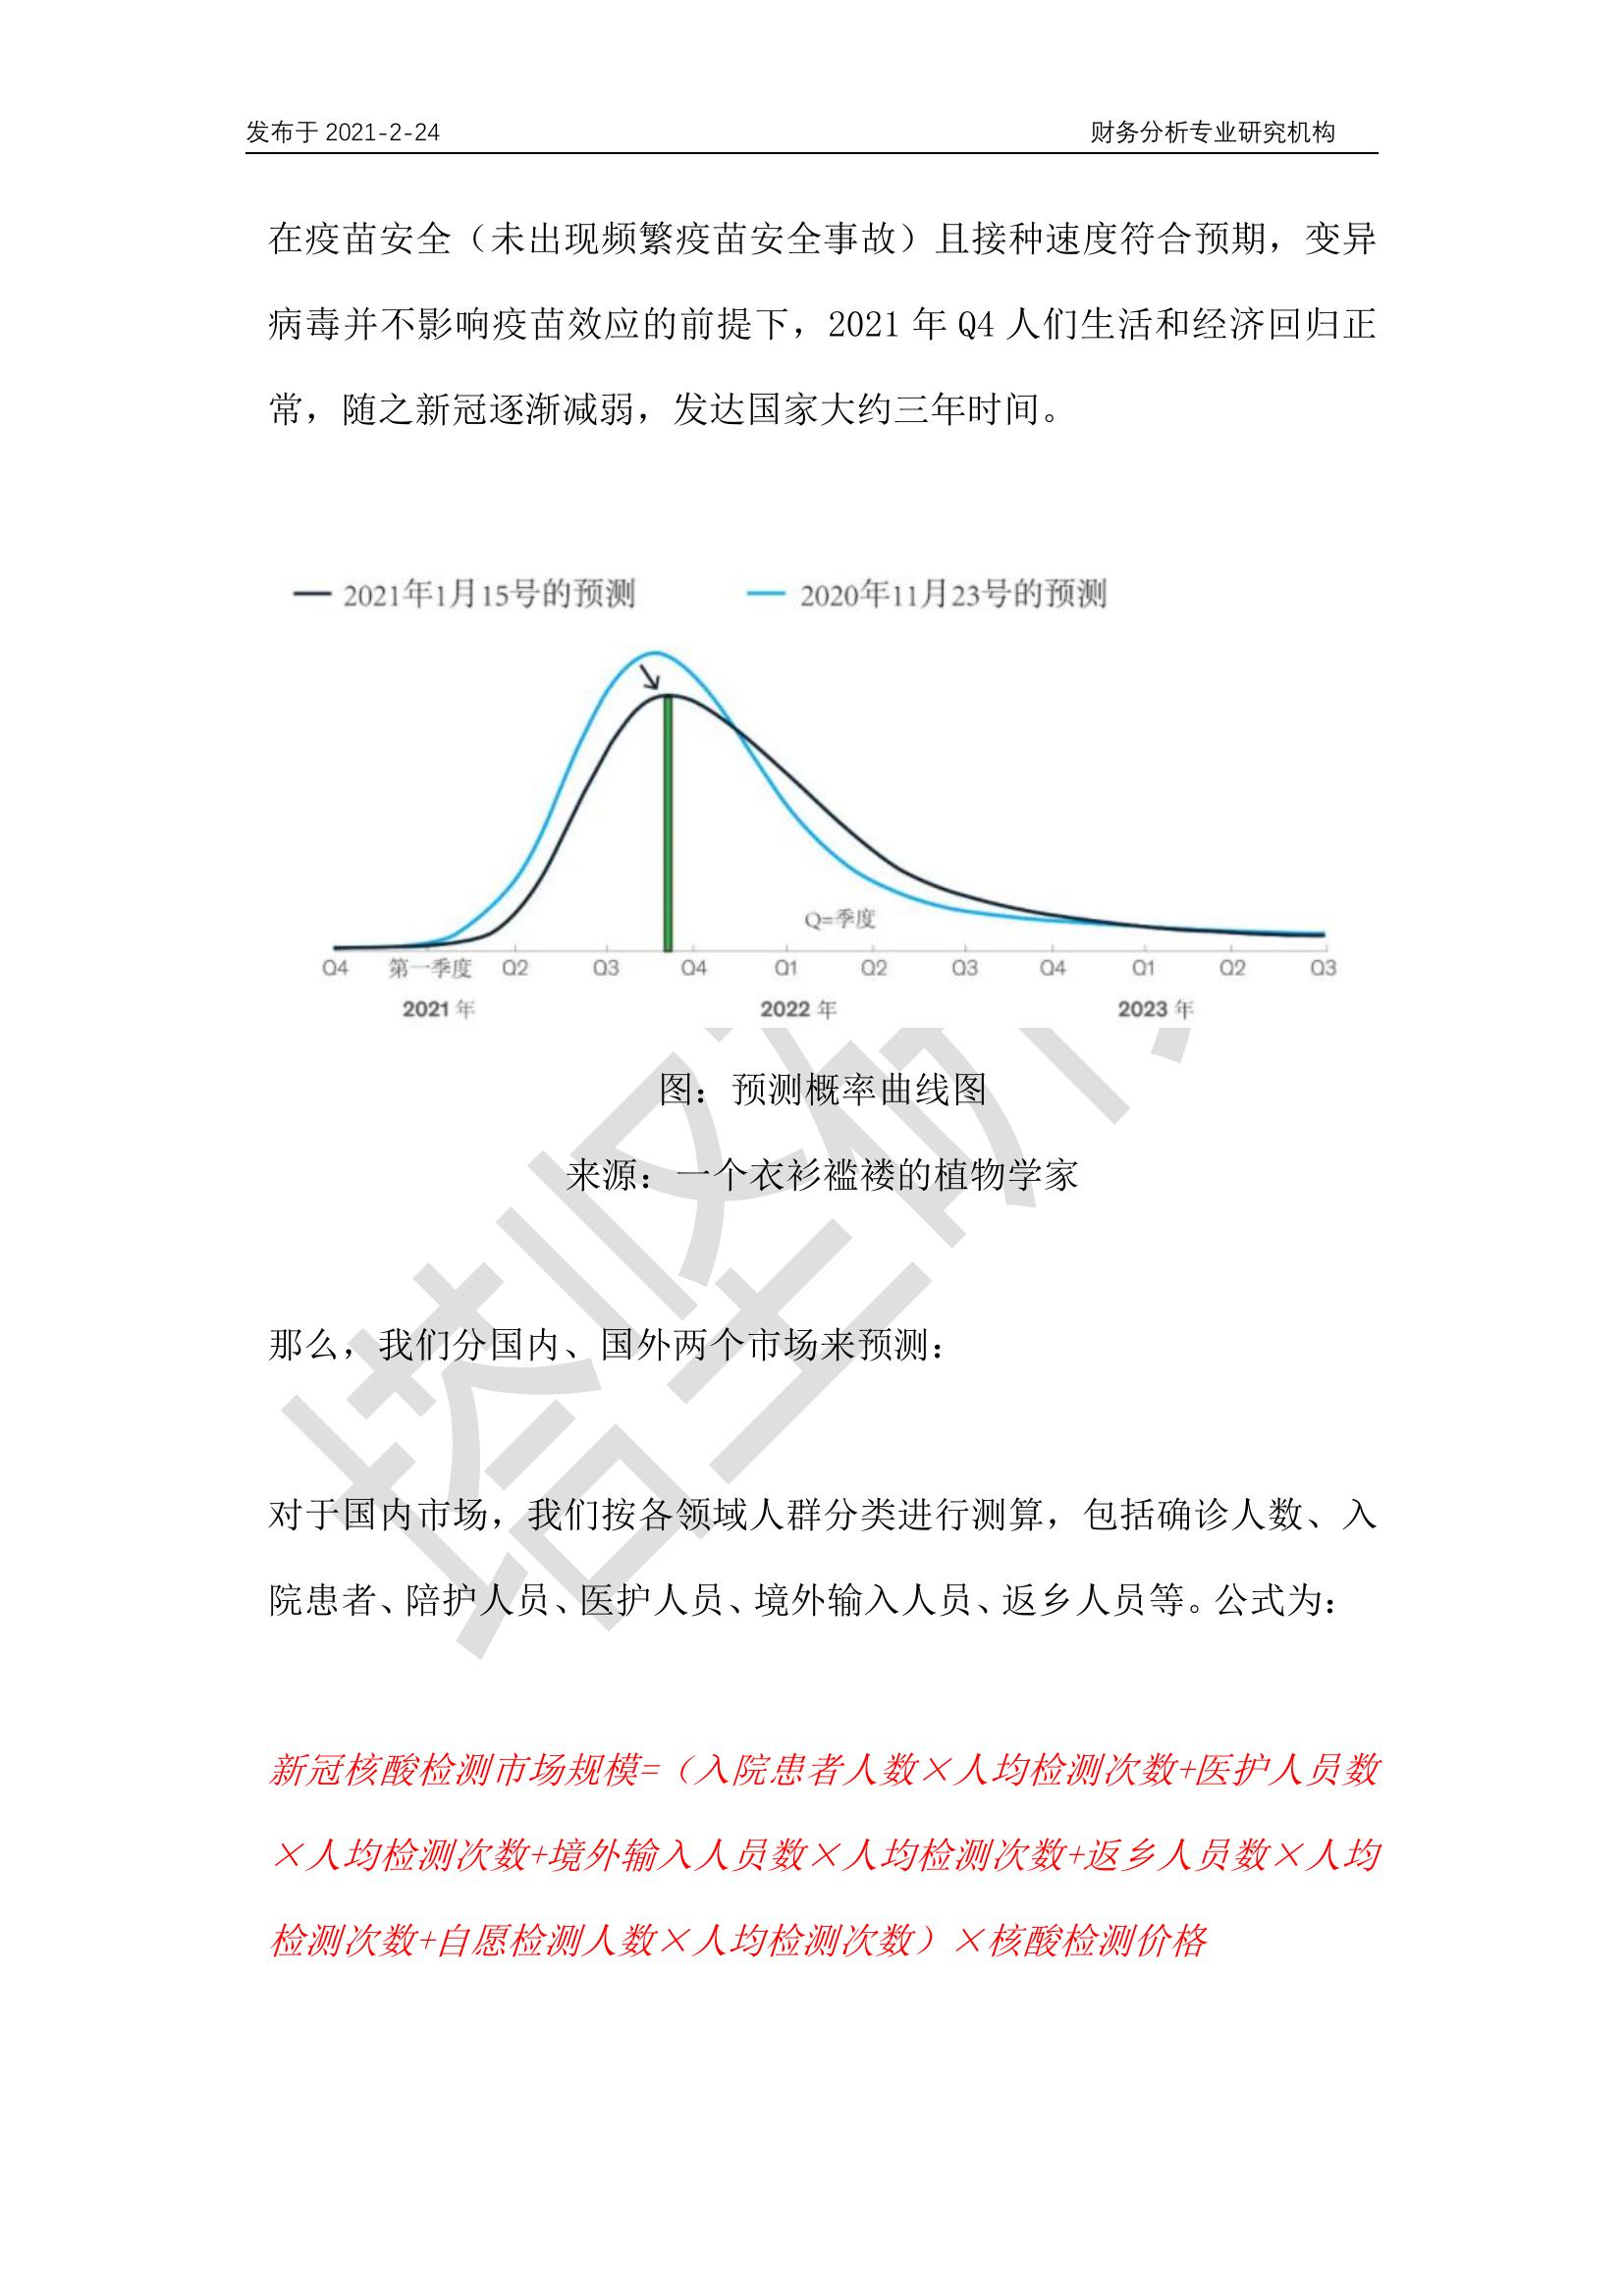 发布于 2021-2-24
财务分析专业研究机构
在疫苗安全（未出现频繁疫苗安全事故）且接种速度符合预期，变异
病毒并不影响疫苗效应的前提下，2021 年 Q4 人们生活和经济回归正
常，随之新冠逐渐减弱，发达国家大约三年时间。
2021年1月15号的预测
2020年11月23号的预测
Q=季度
Q4 第一季度 Q2 Q3 Q4 Q1 Q2 Q3 Q4 Q1 Q2 Q3
2021 年 2022 年 2023 年
图：预测概率曲线图
来源：一个衣衫褴褛的植物学家
那么，我们分国内、国外两个市场来预测：
对于国内市场，我们按各领域人群分类进行测算，包括确诊人数、入
院患者、陪护人员、医护人员、境外输入人员、返乡人员等。公式为：
新冠核酸检测市场规模=（入院患者人数×人均检测次数+医护人员数
×人均检测次数+境外输入人员数×人均检测次数+返乡人员数×人均
检测次数+自愿检测人数×人均检测次数）×核酸检测价格
塔坚